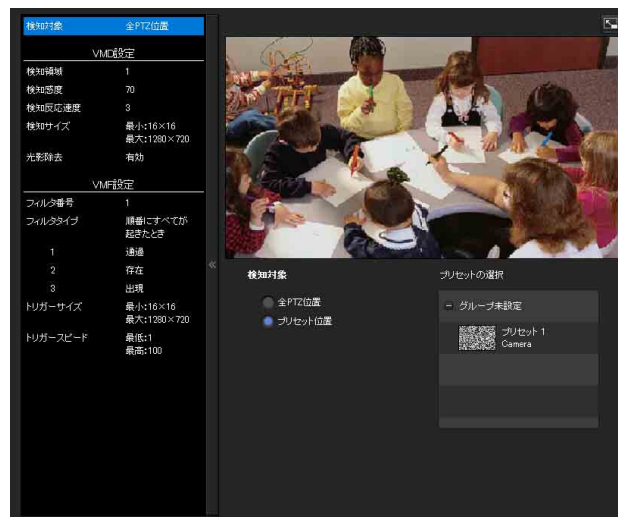 検知対象 全PTZ位置
VMD設定
検知領域 1
検知感度 70
検知反応速度 3
検知サイズ 最小:16×16
最大:1280×720
光影除去 有効
VMF設定
フィルタ番号 1
フィルタタイプ 順番にすべてが
起きたとき
1 通過
2 存在
3 出現
トリガーサイズ 最小:16×16
最大:1280×720
トリガースピード 最低:1
最高:100
«
検知対象
全PTZ位置
プリセット位置
プリセットの選択
− グループ未設定
プリセット 1
Camera